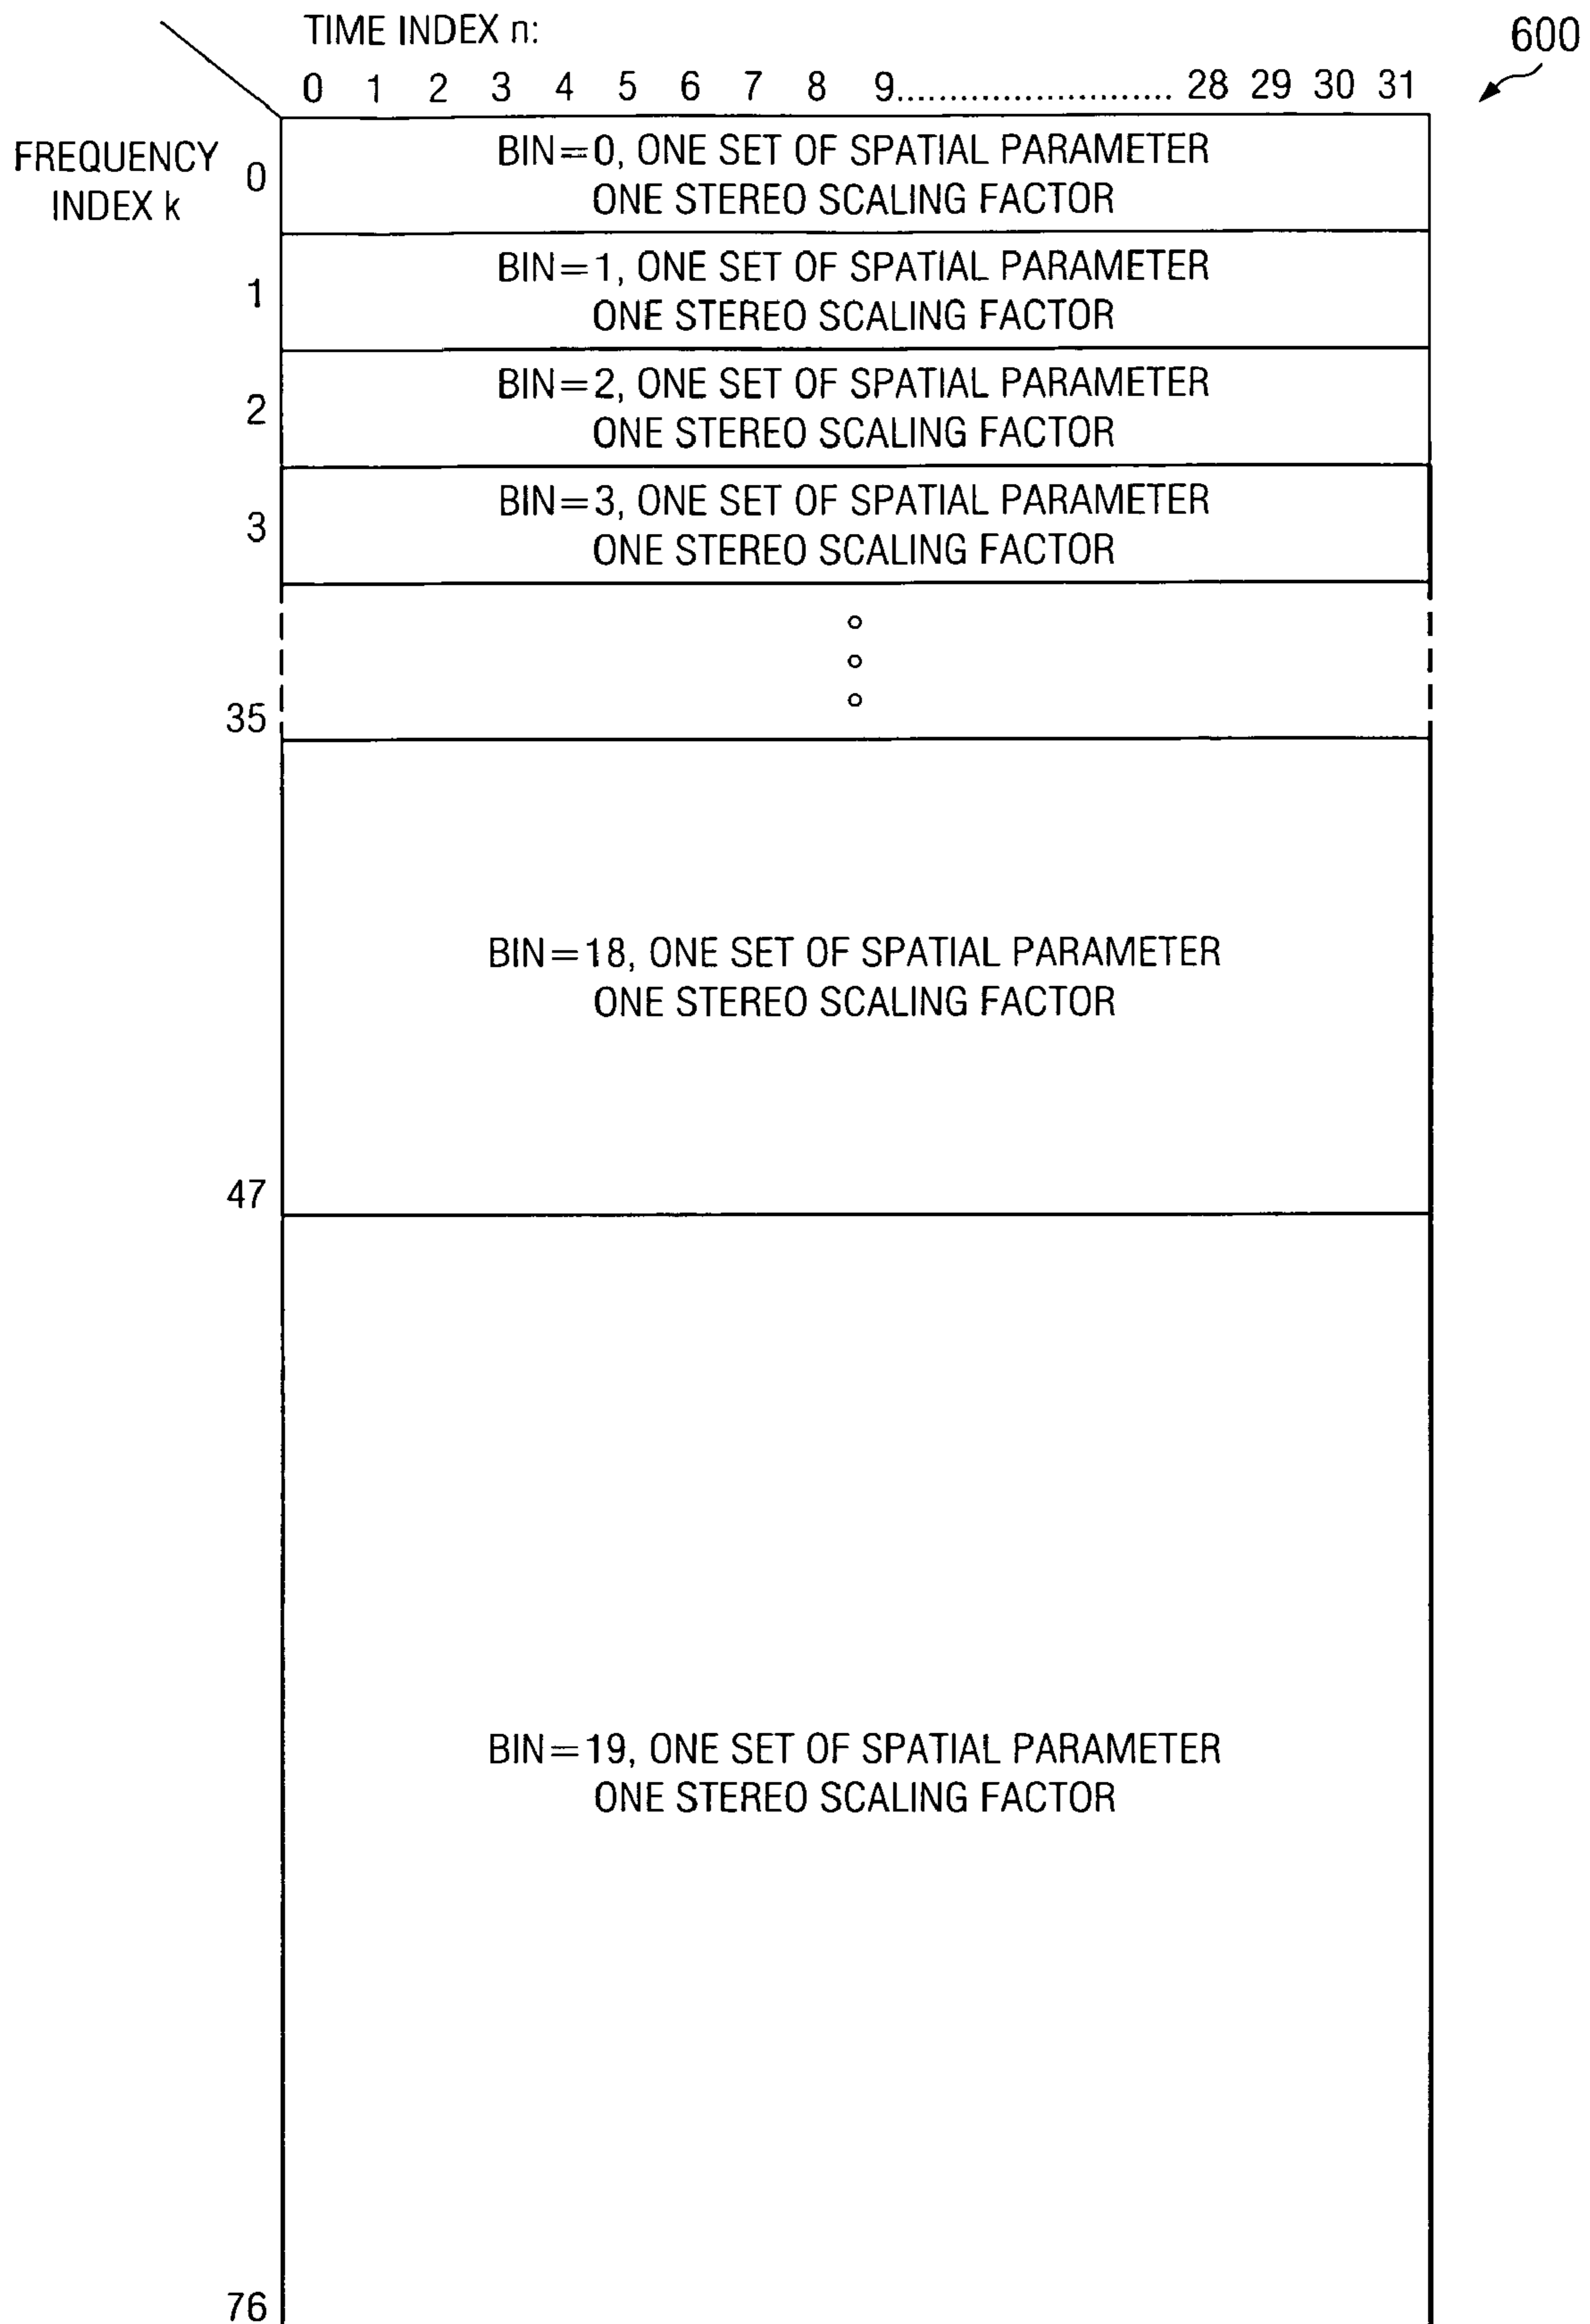 TIME INDEX n:
600
0 1 2 3 4 5 6 7 8 9........................... 28 29 30 31
FREQUENCY
INDEX k
0
BIN=0, ONE SET OF SPATIAL PARAMETER
ONE STEREO SCALING FACTOR
1
BIN=1, ONE SET OF SPATIAL PARAMETER
ONE STEREO SCALING FACTOR
2
BIN=2, ONE SET OF SPATIAL PARAMETER
ONE STEREO SCALING FACTOR
3
BIN=3, ONE SET OF SPATIAL PARAMETER
ONE STEREO SCALING FACTOR
35
BIN=18, ONE SET OF SPATIAL PARAMETER
ONE STEREO SCALING FACTOR
47
BIN=19, ONE SET OF SPATIAL PARAMETER
ONE STEREO SCALING FACTOR
76